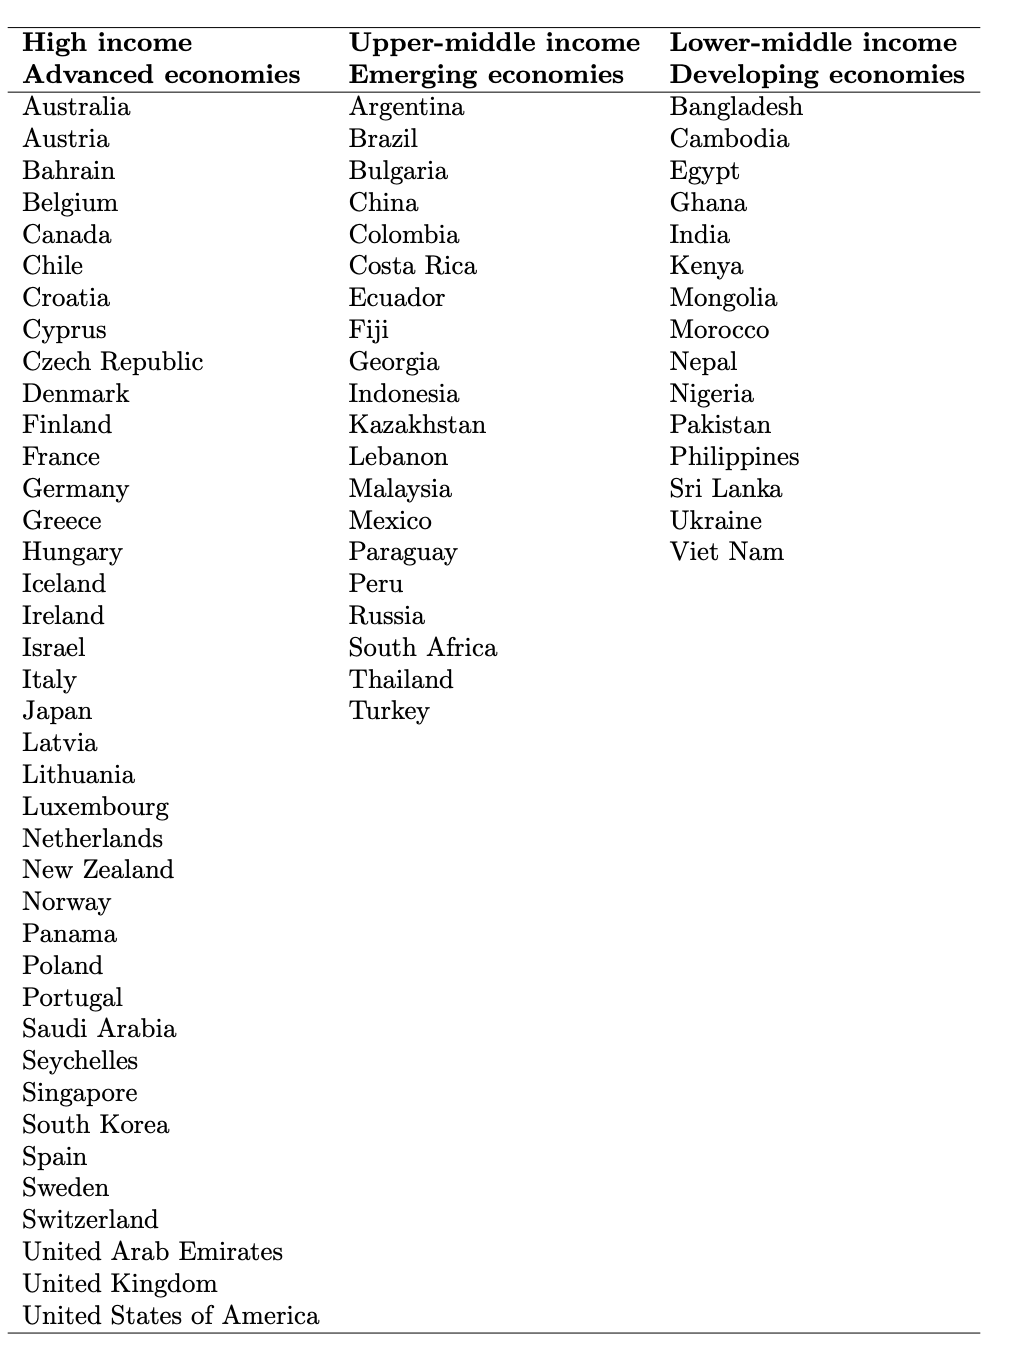 High income Upper-middle income Lower-middle income
Advanced economies Emerging economies Developing economies
Australia Argentina Bangladesh
Austria Brazil Cambodia
Bahrain Bulgaria Egypt
Belgium China Ghana
Canada Colombia India
Chile Costa Rica Kenya
Croatia Ecuador Mongolia
Cyprus Fiji Morocco
Czech Republic Georgia Nepal
Denmark Indonesia Nigeria
Finland Kazakhstan Pakistan
France Lebanon Philippines
Germany Malaysia Sri Lanka
Greece Mexico Ukraine
Hungary Paraguay Viet Nam
Iceland Peru
Ireland Russia
Israel South Africa
Italy Thailand
Japan Turkey
Latvia
Lithuania
Luxembourg
Netherlands
New Zealand
Norway
Panama
Poland
Portugal
Saudi Arabia
Seychelles
Singapore
South Korea
Spain
Sweden
Switzerland
United Arab Emirates
United Kingdom
United States of America